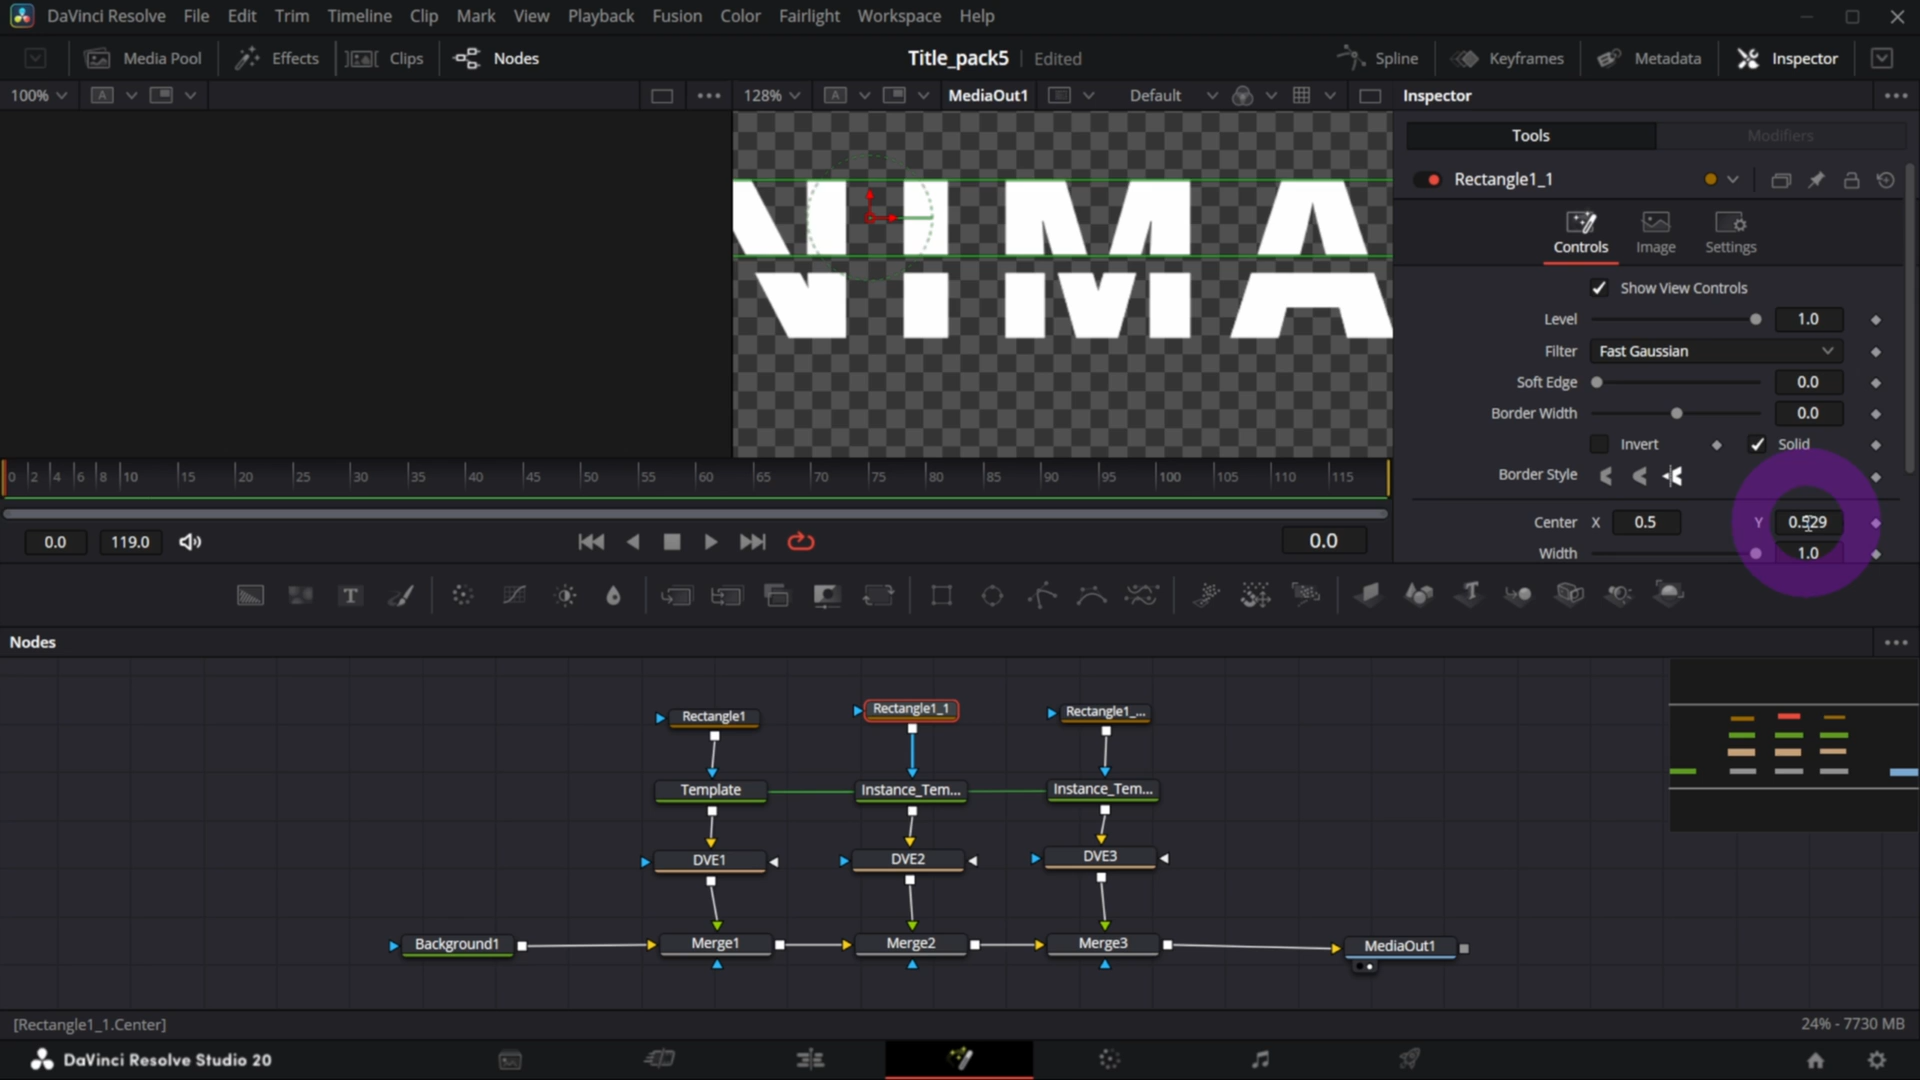 DaVinci Resolve File Edit Trim Timeline Clip Mark View Playback Fusion Color Fairlight Workspace Help
Media Pool Effects Clips Nodes Title_pack5 Edited Spline Keyframes Metadata Inspector
100% A 128% A MediaOut1 Default Inspector
Tools Modifiers
Rectangle1_1
Controls Image Settings
Show View Controls
Level 1.0
Filter Fast Gaussian
Soft Edge 0.0
Border Width 0.0
Invert Solid
Border Style
Center X 0.5 Y 0.529
Width 1.0
NIMA
0 2 4 6 8 10 15 20 25 30 35 40 45 50 55 60 65 70 75 80 85 90 95 100 105 110 115
0.0 119.0 0.0
T T
Nodes
Rectangle1 Rectangle1_1 Rectangle1_...
Template Instance_Tem... Instance_Tem...
DVE1 DVE2 DVE3
Background1 Merge1 Merge2 Merge3 MediaOut1
[Rectangle1_1.Center] 24% - 7730 MB
DaVinci Resolve Studio 20